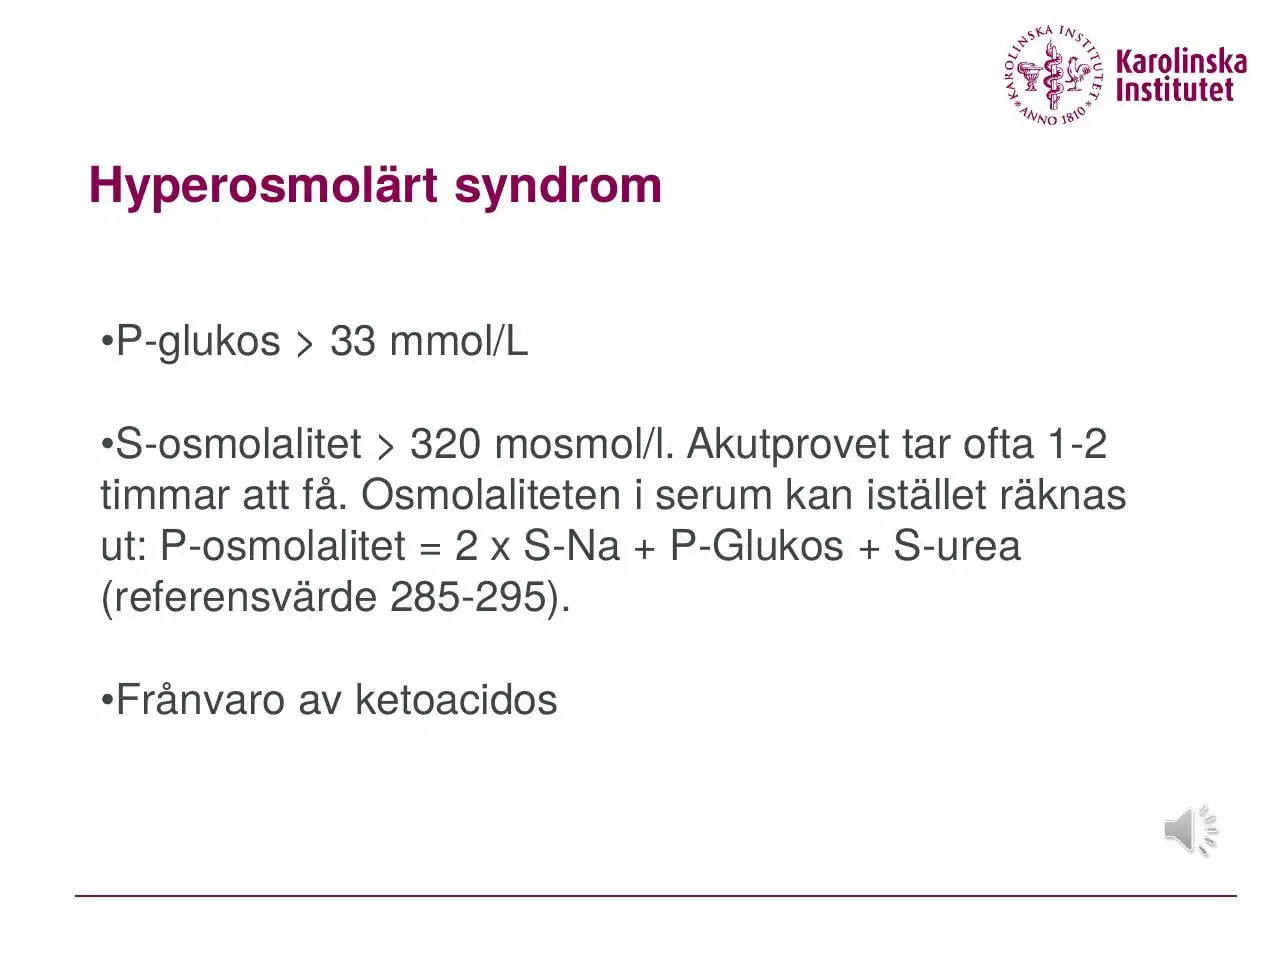 KAROLINSKA INSTITUTET
ANNO 1810
Karolinska
Institutet
Hyperosmolärt syndrom
•P-glukos > 33 mmol/L
•S-osmolalitet > 320 mosmol/l. Akutprovet tar ofta 1-2
timmar att få. Osmolaliteten i serum kan istället räknas
ut: P-osmolalitet = 2 x S-Na + P-Glukos + S-urea
(referensvärde 285-295).
•Frånvaro av ketoacidos